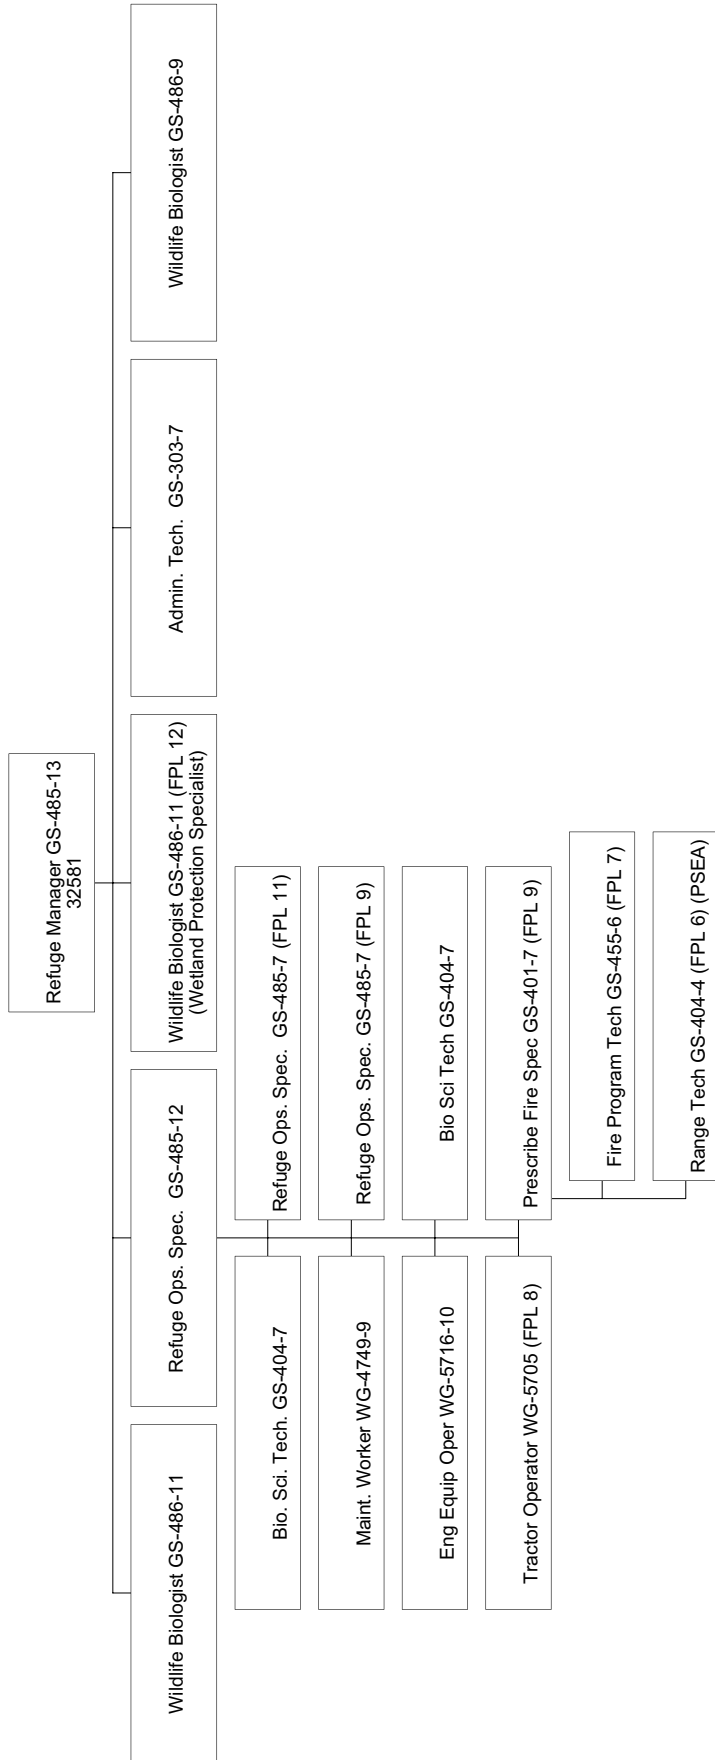 Refuge Manager GS-485-13
32581
Wildlife Biologist GS-486-11
Refuge Ops. Spec.  GS-485-12
Wildlife Biologist GS-486-11 (FPL 12)
(Wetland Protection Specialist)
Admin. Tech.  GS-303-7
Wildlife Biologist GS-486-9
Bio. Sci. Tech. GS-404-7
Refuge Ops. Spec.  GS-485-7 (FPL 11)
Maint. Worker WG-4749-9
Refuge Ops. Spec. GS-485-7 (FPL 9)
Eng Equip Oper WG-5716-10
Bio Sci Tech GS-404-7
Tractor Operator WG-5705 (FPL 8)
Prescribe Fire Spec GS-401-7 (FPL 9)
Fire Program Tech GS-455-6 (FPL 7)
Range Tech GS-404-4 (FPL 6) (PSEA)